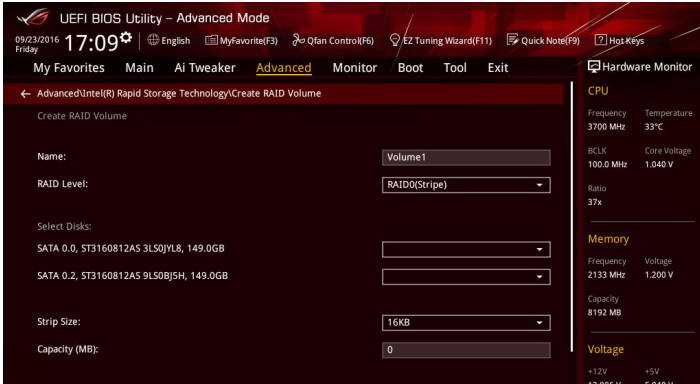 UEFI BIOS Utility – Advanced Mode
09/23/2016 Friday 17:09 English MyFavorite(F3) Qfan Control(F6) EZ Tuning Wizard(F11) Quick Note(F9) Hot Keys
My Favorites Main Ai Tweaker Advanced Monitor Boot Tool Exit
Hardware Monitor
← Advanced\Intel(R) Rapid Storage Technology\Create RAID Volume
Create RAID Volume
Name: Volume1
RAID Level: RAID0(Stripe)
Select Disks:
SATA 0.0, ST3160812AS 3LS0JYL8, 149.0GB
SATA 0.2, ST3160812AS 9LS0BJ5H, 149.0GB
Strip Size: 16KB
Capacity (MB): 0
CPU
Frequency Temperature
3700 MHz 33°C
BCLK Core Voltage
100.0 MHz 1.040 V
Ratio
37x
Memory
Frequency Voltage
2133 MHz 1.200 V
Capacity
8192 MB
Voltage
+12V +5V